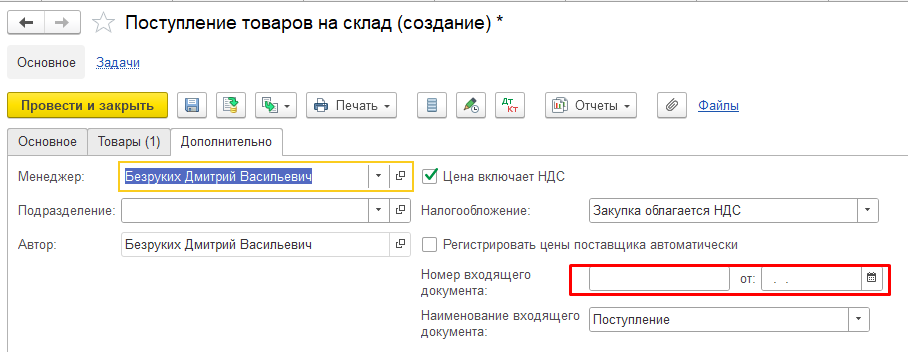 Поступление товаров на склад (создание) *
Основное Задачи
Провести и закрыть Печать Дт Кт Отчеты Файлы
Основное Товары (1) Дополнительно
Менеджер: Безруких Дмитрий Васильевич Цена включает НДС
Подразделение: Налогообложение: Закупка облагается НДС
Автор: Безруких Дмитрий Васильевич Регистрировать цены поставщика автоматически
Номер входящего документа: от: . .
Наименование входящего документа: Поступление